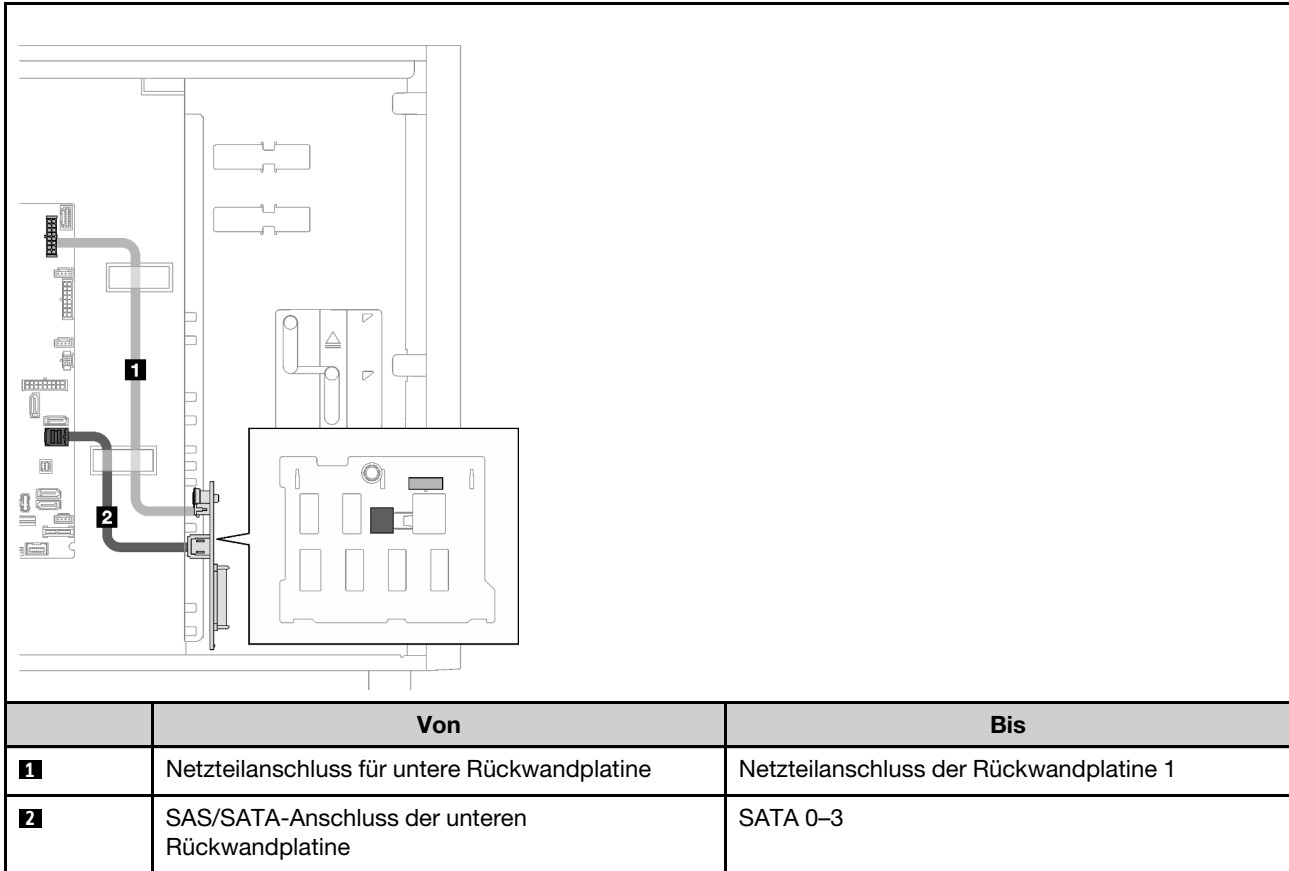 1
2
Von Bis
1 Netzteilanschluss für untere Rückwandplatine Netzteilanschluss der Rückwandplatine 1
2 SAS/SATA-Anschluss der unteren
Rückwandplatine SATA 0–3